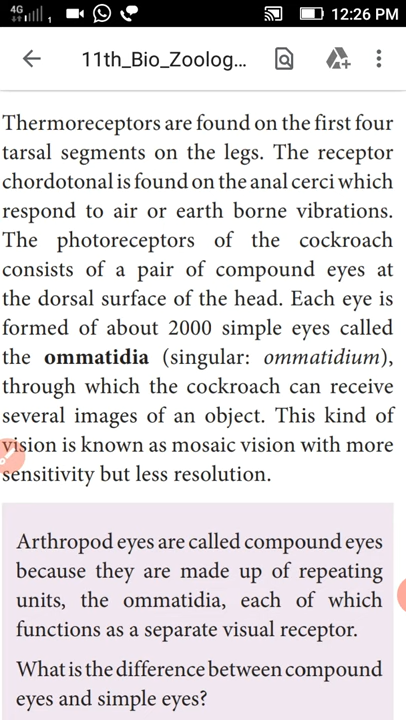 4G
1
12:26 PM
11th_Bio_Zoolog...
Thermoreceptors are found on the first four
tarsal segments on the legs. The receptor
chordotonal is found on the anal cerci which
respond to air or earth borne vibrations.
The photoreceptors of the cockroach
consists of a pair of compound eyes at
the dorsal surface of the head. Each eye is
formed of about 2000 simple eyes called
the ommatidia (singular: ommatidium),
through which the cockroach can receive
several images of an object. This kind of
vision is known as mosaic vision with more
sensitivity but less resolution.
Arthropod eyes are called compound eyes
because they are made up of repeating
units, the ommatidia, each of which
functions as a separate visual receptor.
What is the difference between compound
eyes and simple eyes?